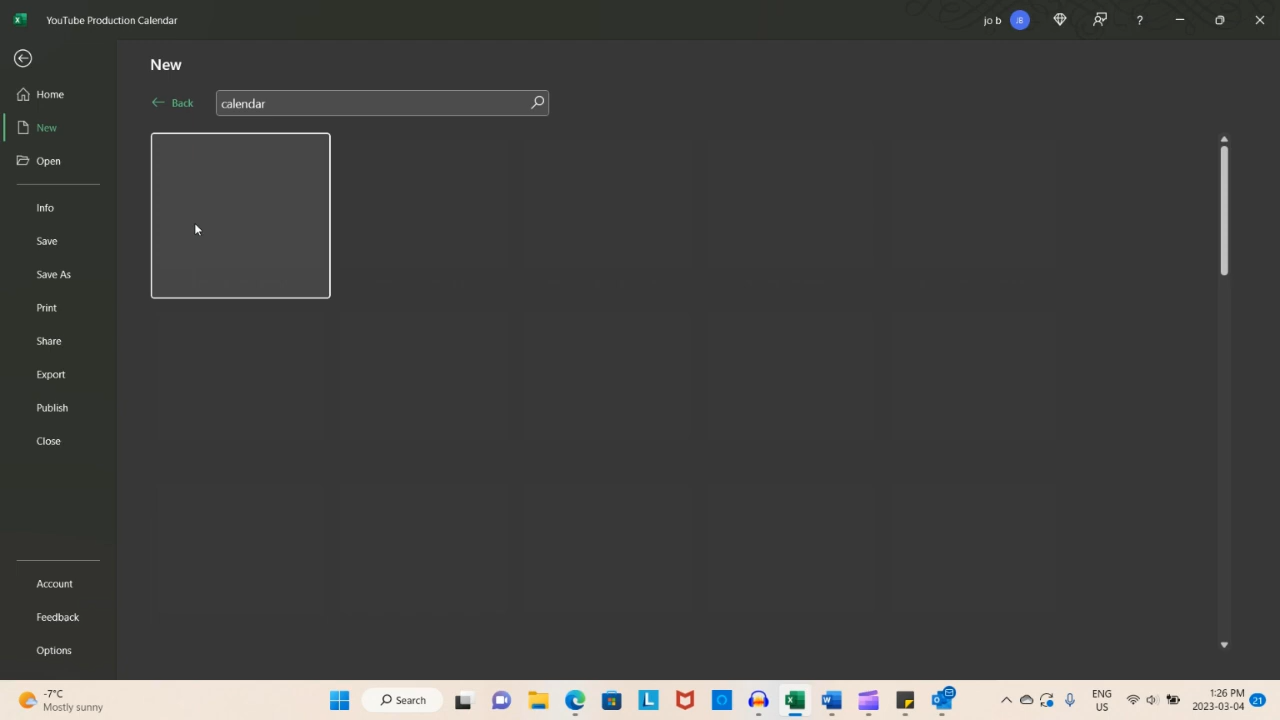 YouTube Production Calendar
jo b
JB
?
New
Home
Back
calendar
New
Open
Info
Save
Save As
Print
Share
Export
Publish
Close
Account
Feedback
Options
-7°C
Mostly sunny
Search
L
ENG
US
1:26 PM
2023-03-04
21